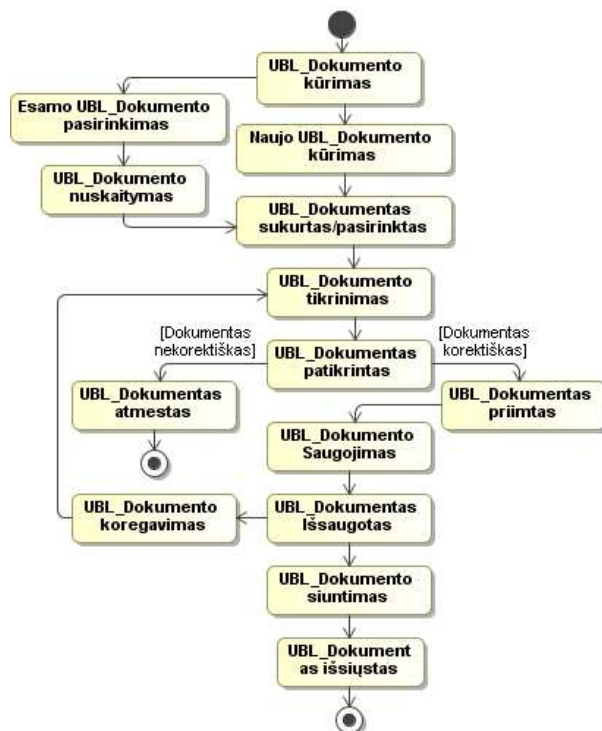 UBL_Dokumento
kūrimas
Esamo UBL_Dokumento
pasirinkimas
Naujo UBL_Dokumento
kūrimas
UBL_Dokumento
nuskaitymas
UBL_Dokumentas
sukurtas/pasirinktas
UBL_Dokumento
tikrinimas
[Dokumentas
nekorektiškas]
[Dokumentas
korektiškas]
UBL_Dokumentas
patikrintas
UBL_Dokumentas
atmestas
UBL_Dokumentas
priimtas
UBL_Dokumento
Saugojimas
UBL_Dokumento
koregavimas
UBL_Dokumentas
Išsaugotas
UBL_Dokumento
siuntimas
UBL_Dokument
as išsiųstas